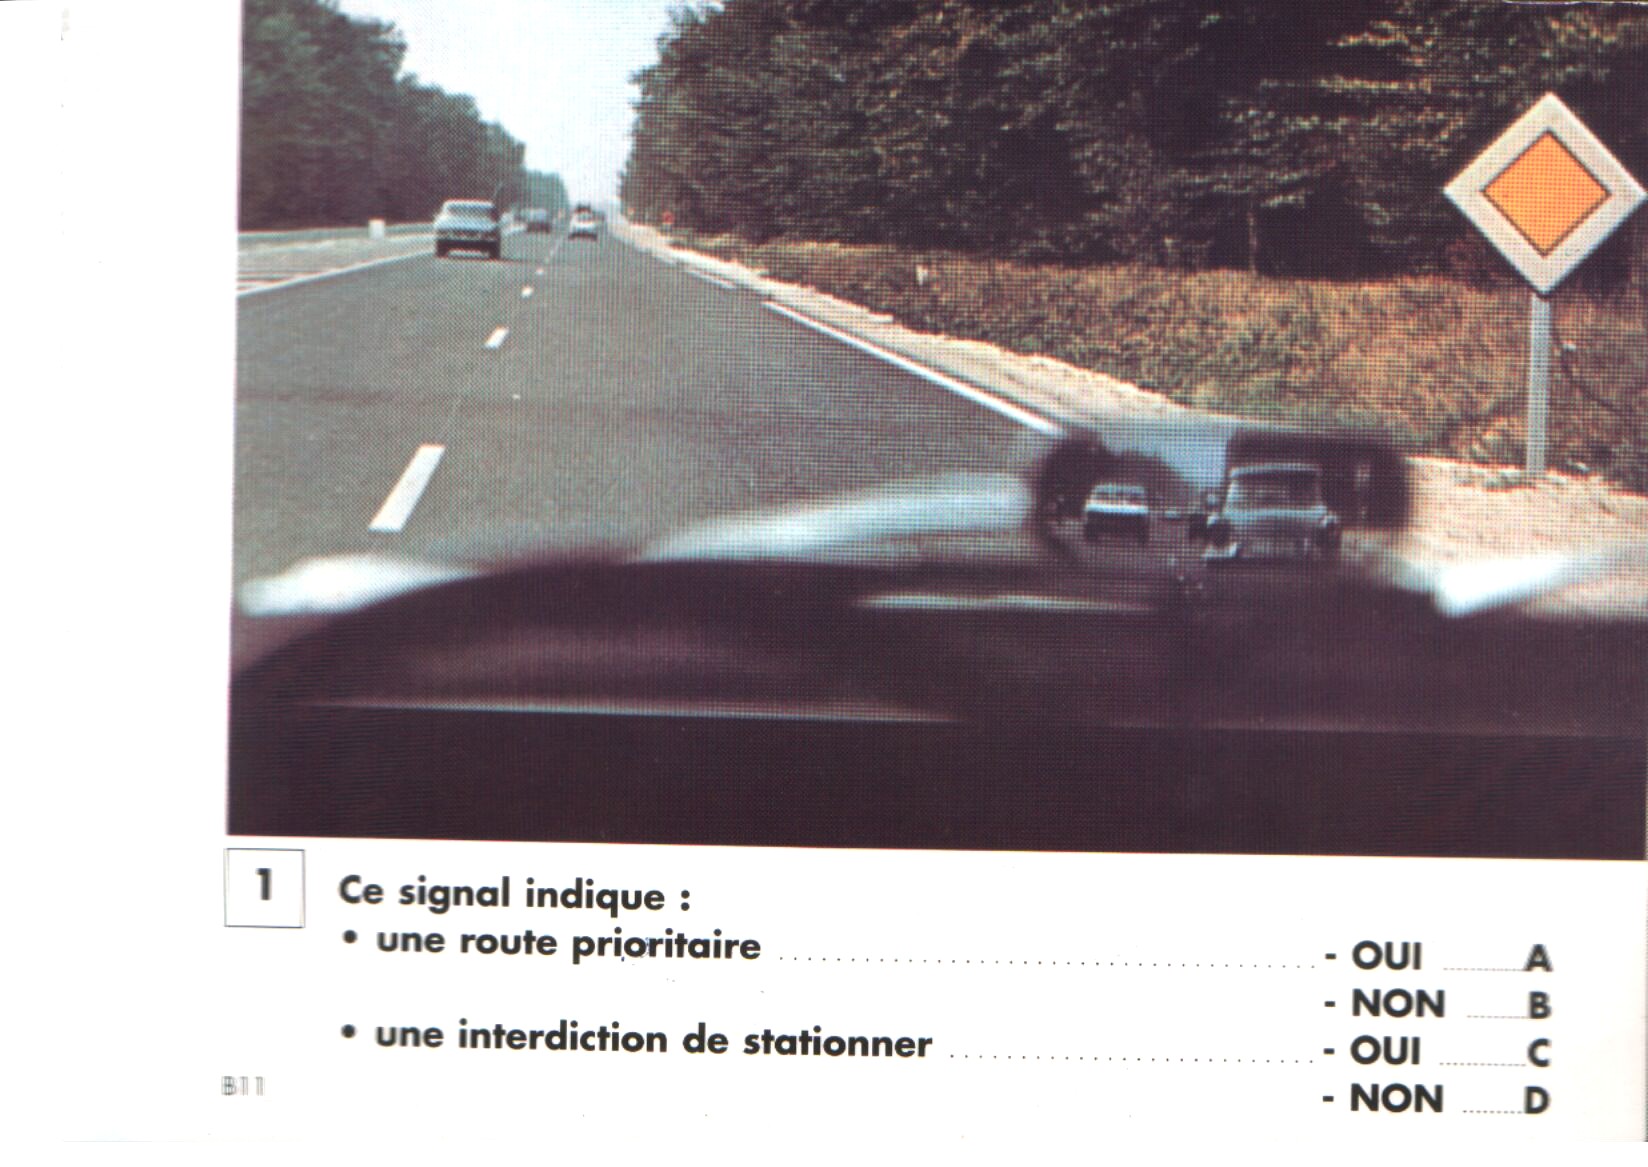 1 Ce signal indique :
• une route prioritaire - OUI A
- NON B
• une interdiction de stationner - OUI C
- NON D
B11